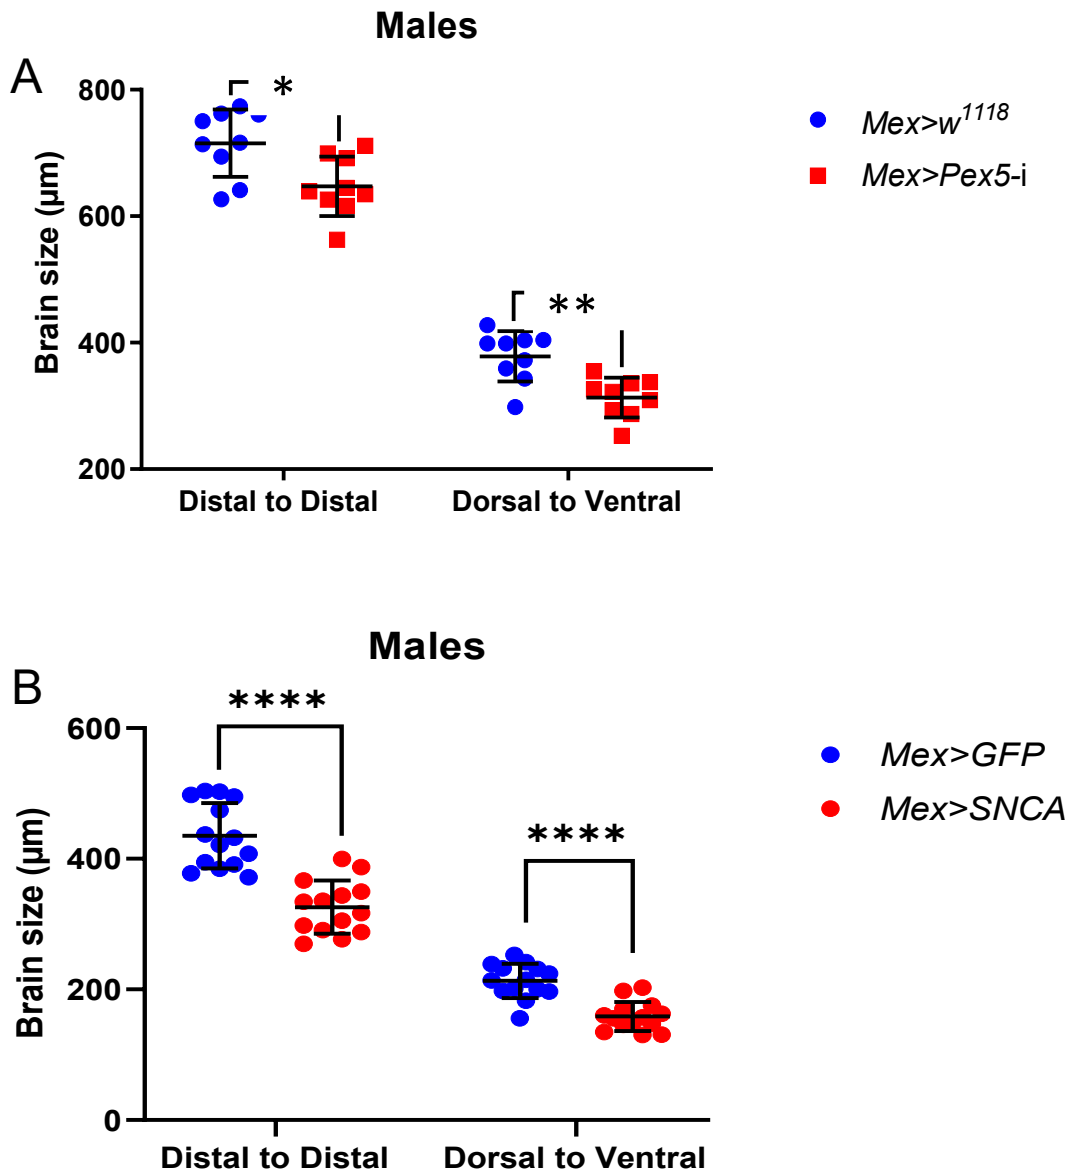 Males
A
800
600
400
200
Brain size (µm)
*
**
Distal to Distal
Dorsal to Ventral
Mex>w1118
Mex>Pex5-i
Males
B
600
400
200
0
Brain size (µm)
****
****
Distal to Distal
Dorsal to Ventral
Mex>GFP
Mex>SNCA